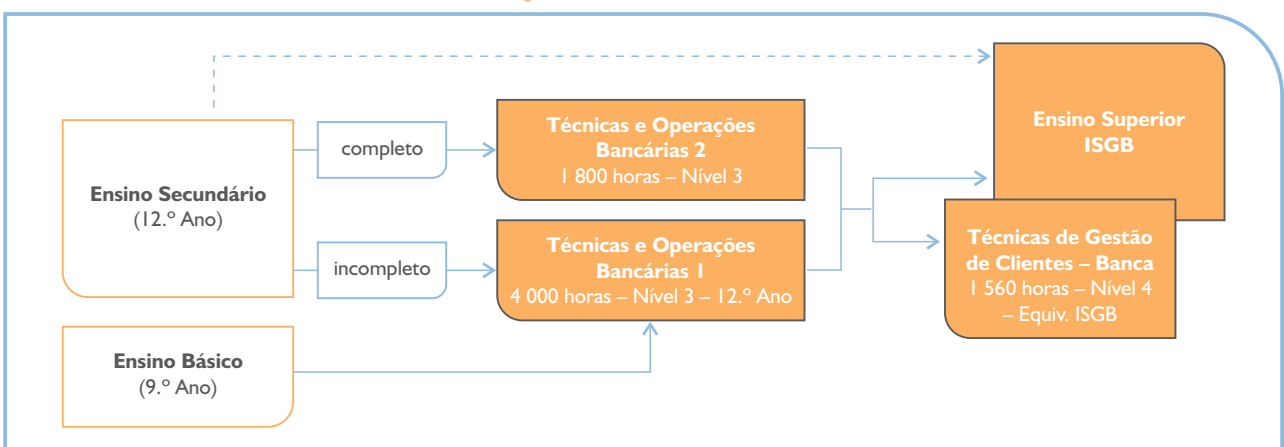 Ensino Secundário
(12.º Ano)
completo
incompleto
Técnicas e Operações
Bancárias 2
1 800 horas – Nível 3
Técnicas e Operações
Bancárias 1
4 000 horas – Nível 3 – 12.º Ano
Ensino Superior
ISGB
Técnicas de Gestão
de Clientes – Banca
1 560 horas – Nível 4
– Equiv. ISGB
Ensino Básico
(9.º Ano)